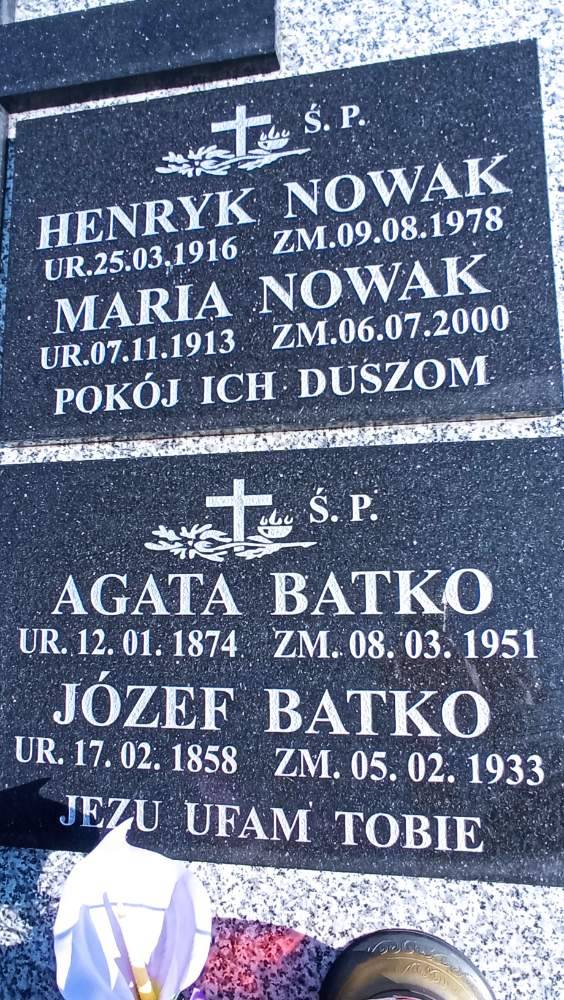 Ś. P.
HENRYK NOWAK
UR.25.03.1916 ZM.09.08.1978
MARIA NOWAK
UR.07.11.1913 ZM.06.07.2000
POKÓJ ICH DUSZOM
Ś. P.
AGATA BATKO
UR. 12. 01. 1874 ZM. 08. 03. 1951
JÓZEF BATKO
UR. 17. 02. 1858 ZM. 05. 02. 1933
JEZU UFAM TOBIE